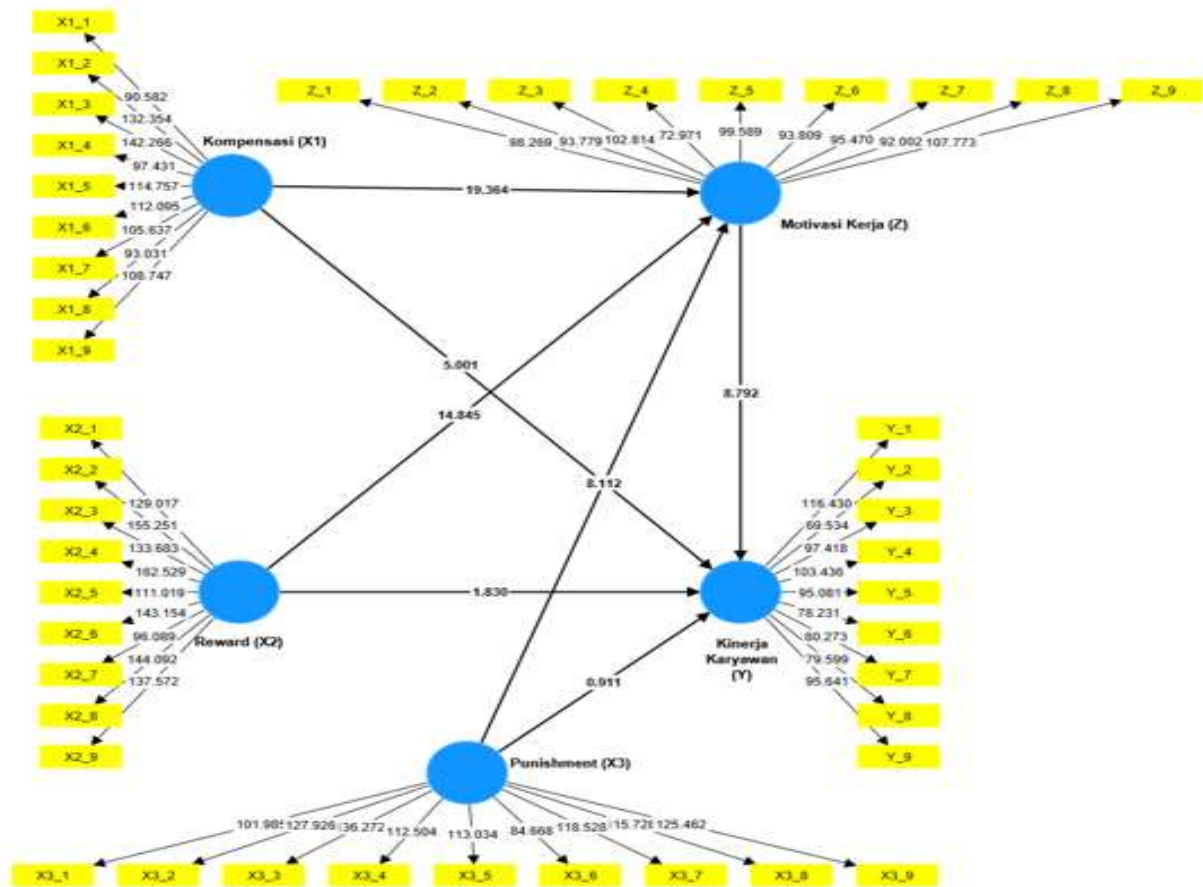 X1_1
X1_2
X1_3
X1_4
X1_5
X1_6
X1_7
X1_8
X1_9
90.582
132.354
142.266
97.431
114.757
112.095
105.637
93.031
108.747
Kompensasi (X1)
Z_1
Z_2
Z_3
Z_4
Z_5
Z_6
Z_7
Z_8
Z_9
98.269
93.779
102.814
72.971
99.589
93.809
95.470
92.002
107.773
Motivasi Kerja (Z)
19.364
5.001
14.845
8.112
8.792
X2_1
X2_2
X2_3
X2_4
X2_5
X2_6
X2_7
X2_8
X2_9
129.017
155.251
133.683
162.529
111.019
143.154
96.089
144.092
137.572
Reward (X2)
1.830
0.911
Y_1
Y_2
Y_3
Y_4
Y_5
Y_6
Y_7
Y_8
Y_9
116.430
69.534
97.418
103.436
95.081
78.231
80.273
79.599
95.641
Kinerja
Karyawan
(Y)
Punishment (X3)
101.985
127.926
112.504
113.034
84.668
118.528
125.462
X3_1
X3_2
X3_3
X3_4
X3_5
X3_6
X3_7
X3_8
X3_9